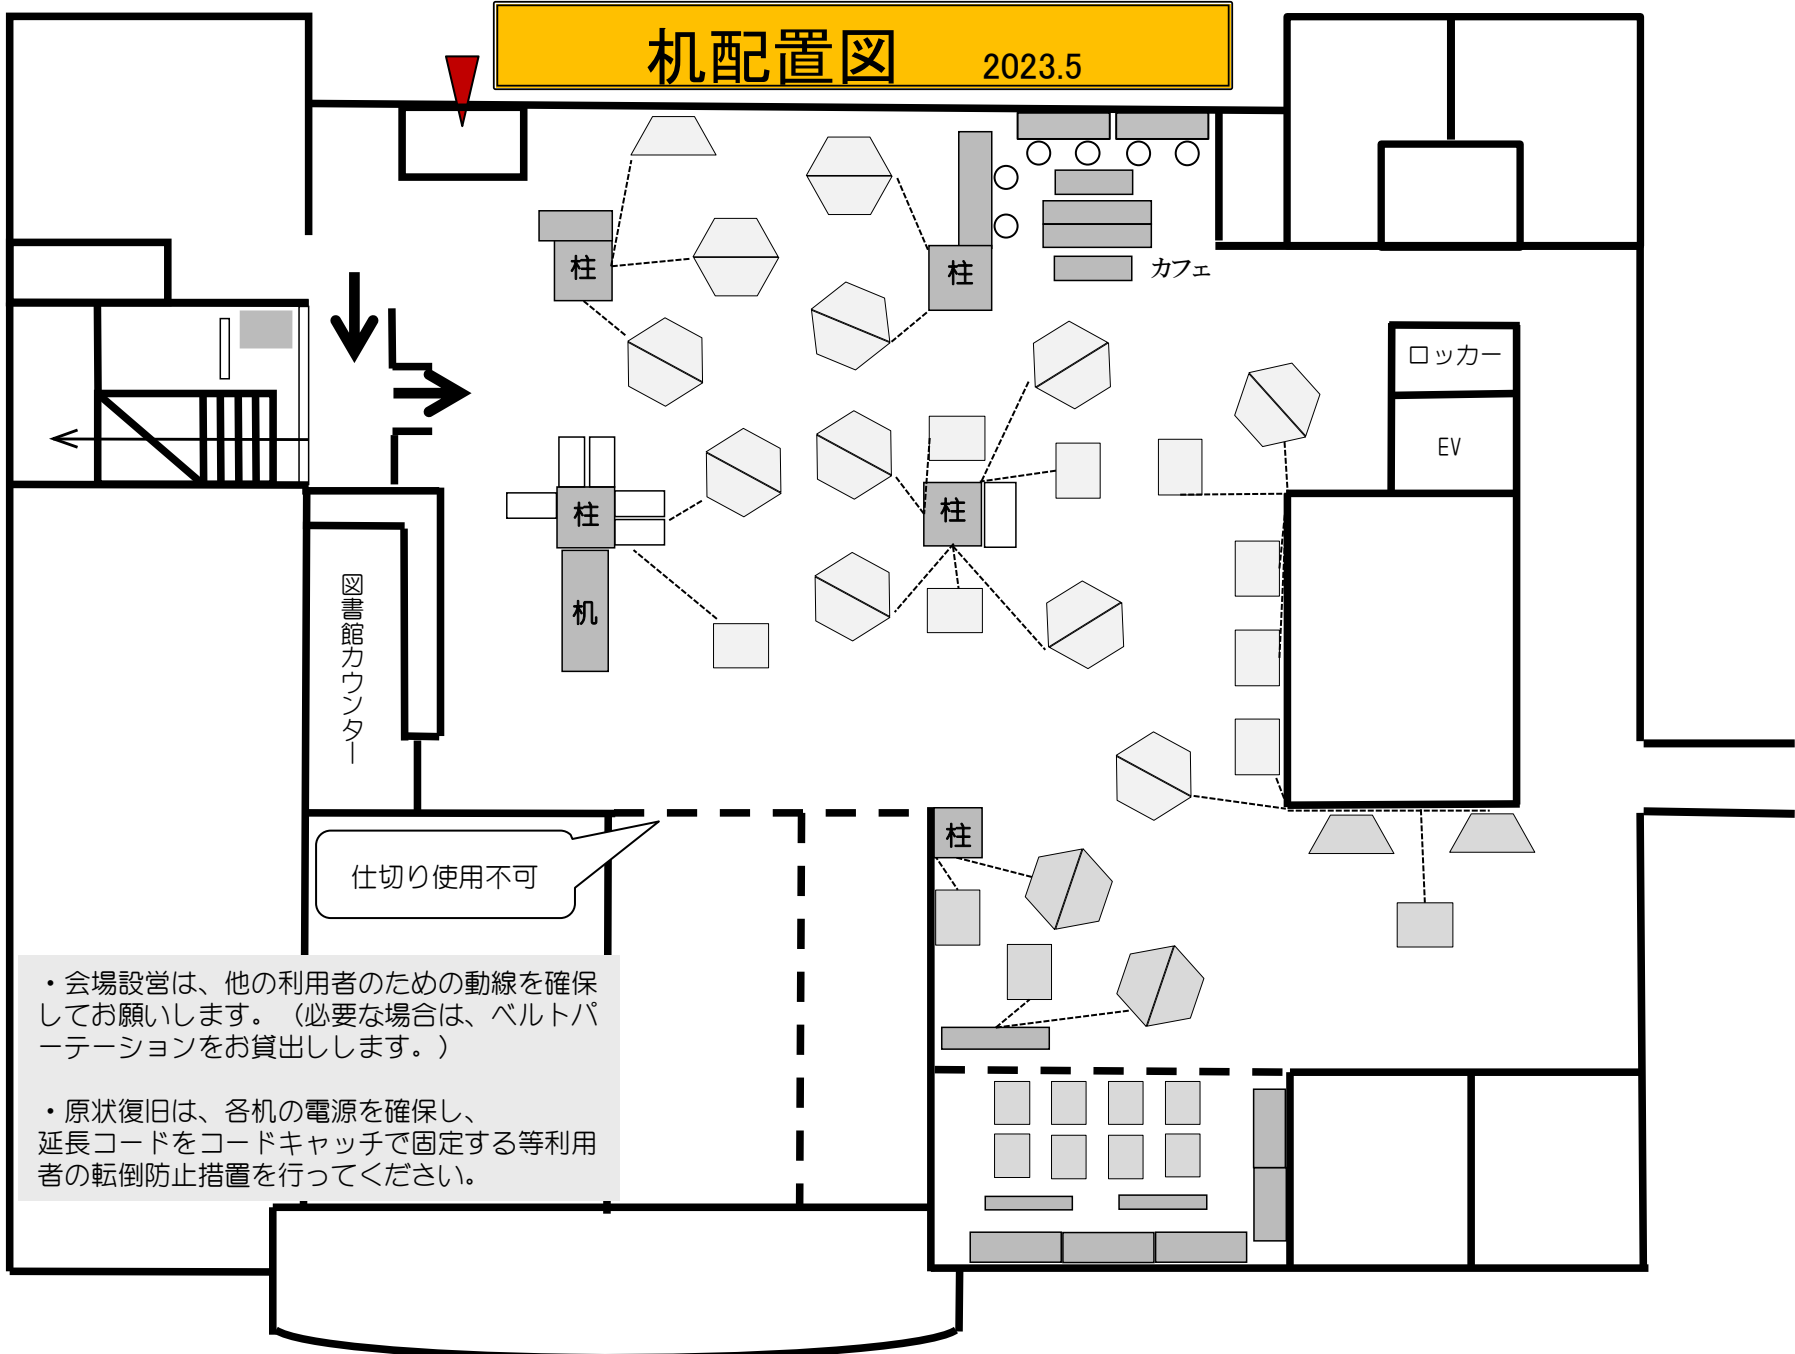 机配置図 2023.5
柱
柱
カフェ
ロッカー
EV
柱
柱
机
図書館カウンター
柱
仕切り使用不可
・会場設営は、他の利用者のための動線を確保
してお願いします。（必要な場合は、ベルトパ
ーテーションをお貸出しします。）
・原状復旧は、各机の電源を確保し、
延長コードをコードキャッチで固定する等利用
者の転倒防止措置を行ってください。